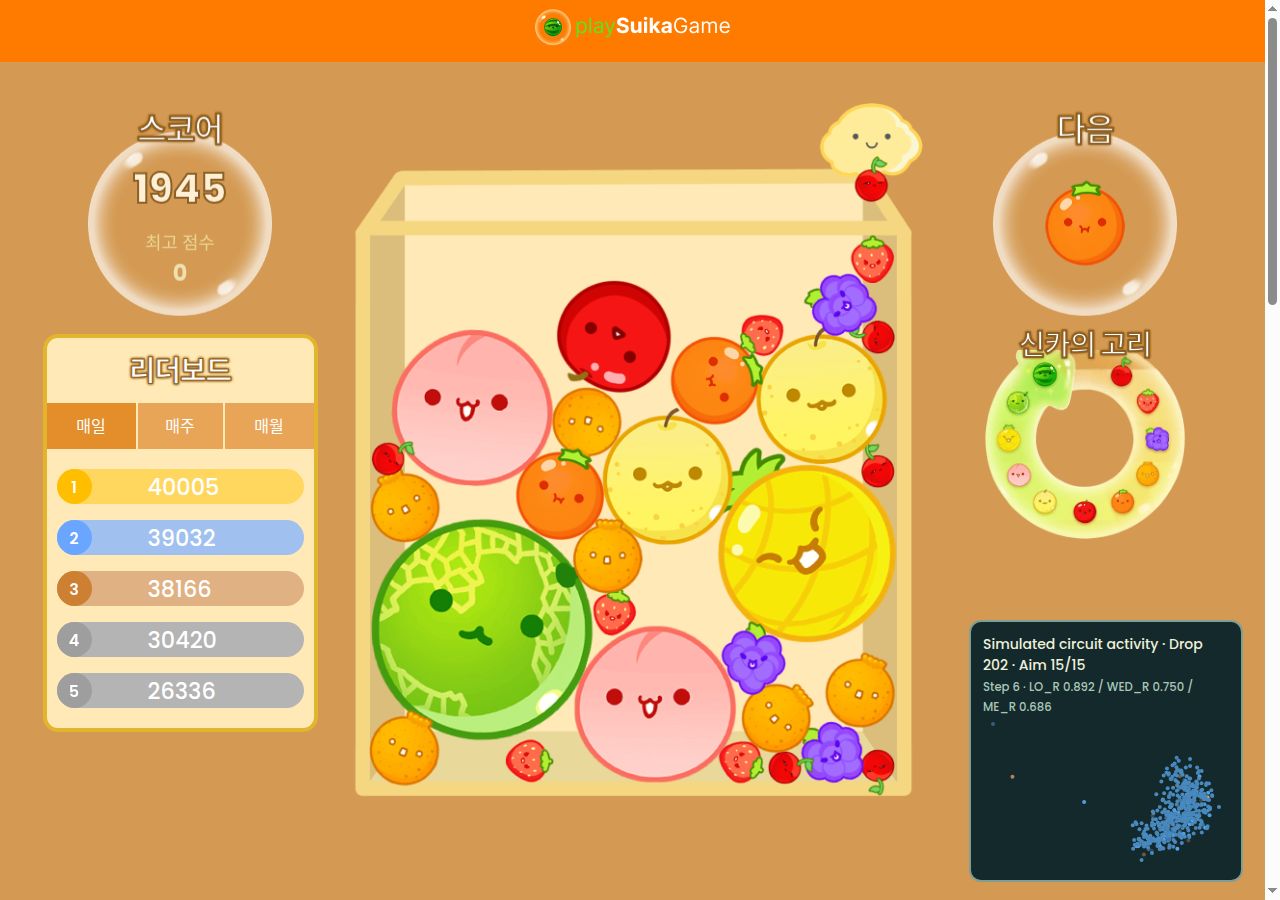 playSuikaGame
스코어
1945
최고 점수
0
다음
리더보드
매일 매주 매월
1 40005
2 39032
3 38166
4 30420
5 26336
신카의 고리
Simulated circuit activity · Drop
202 · Aim 15/15
Step 6 · LO_R 0.892 / WED_R 0.750 /
ME_R 0.686